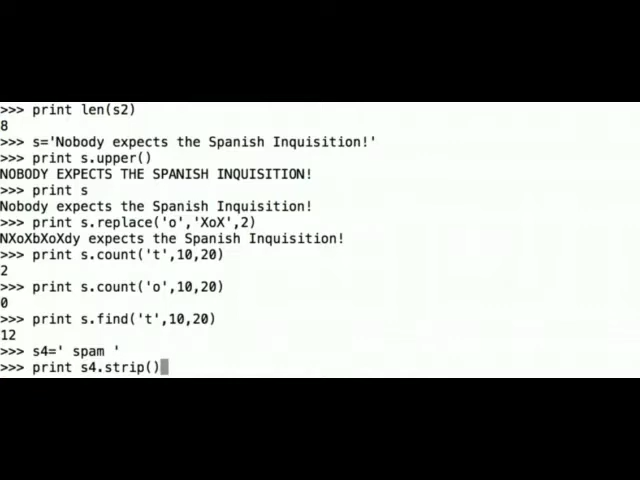 >>> print len(s2)
8
>>> s='Nobody expects the Spanish Inquisition!'
>>> print s.upper()
NOBODY EXPECTS THE SPANISH INQUISITION!
>>> print s
Nobody expects the Spanish Inquisition!
>>> print s.replace('o','XoX',2)
NXoXbXoXdy expects the Spanish Inquisition!
>>> print s.count('t',10,20)
2
>>> print s.count('o',10,20)
0
>>> print s.find('t',10,20)
12
>>> s4=' spam '
>>> print s4.strip()